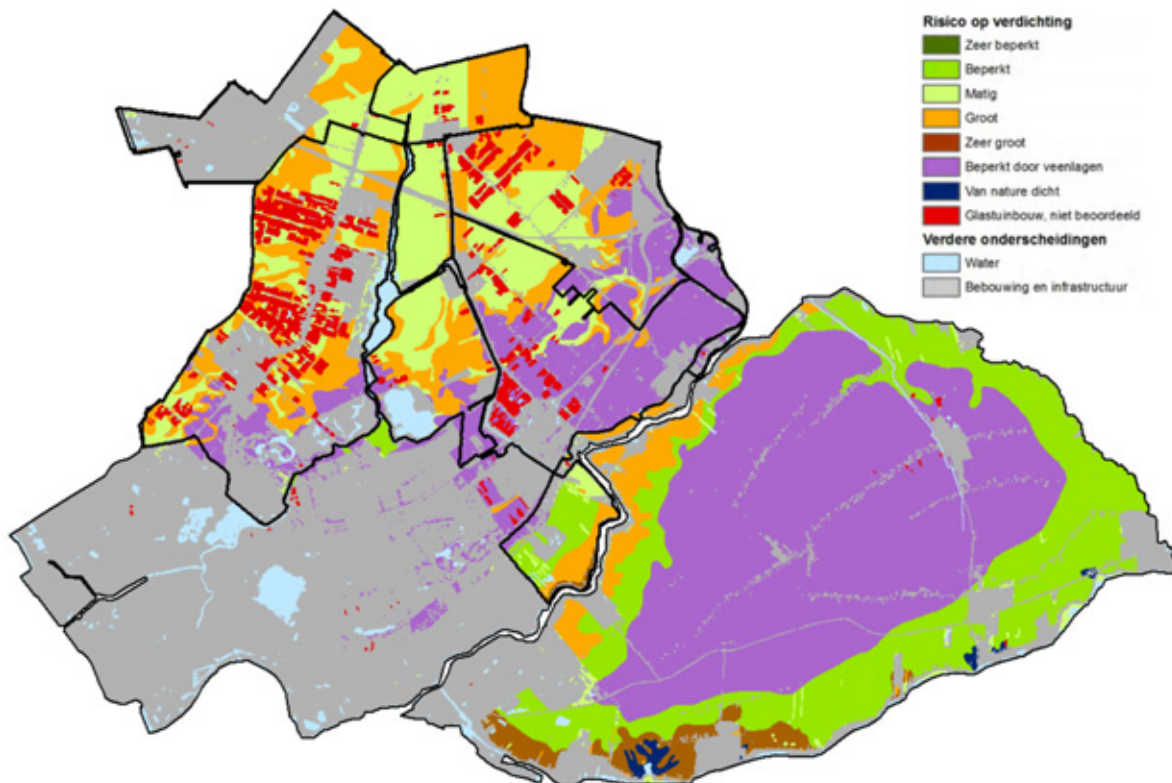 Risico op verdichting
Zeer beperkt
Beperkt
Matig
Groot
Zeer groot
Beperkt door veenlagen
Van nature dicht
Glastuinbouw, niet beoordeeld
Verdere onderscheidingen
Water
Bebouwing en infrastructuur